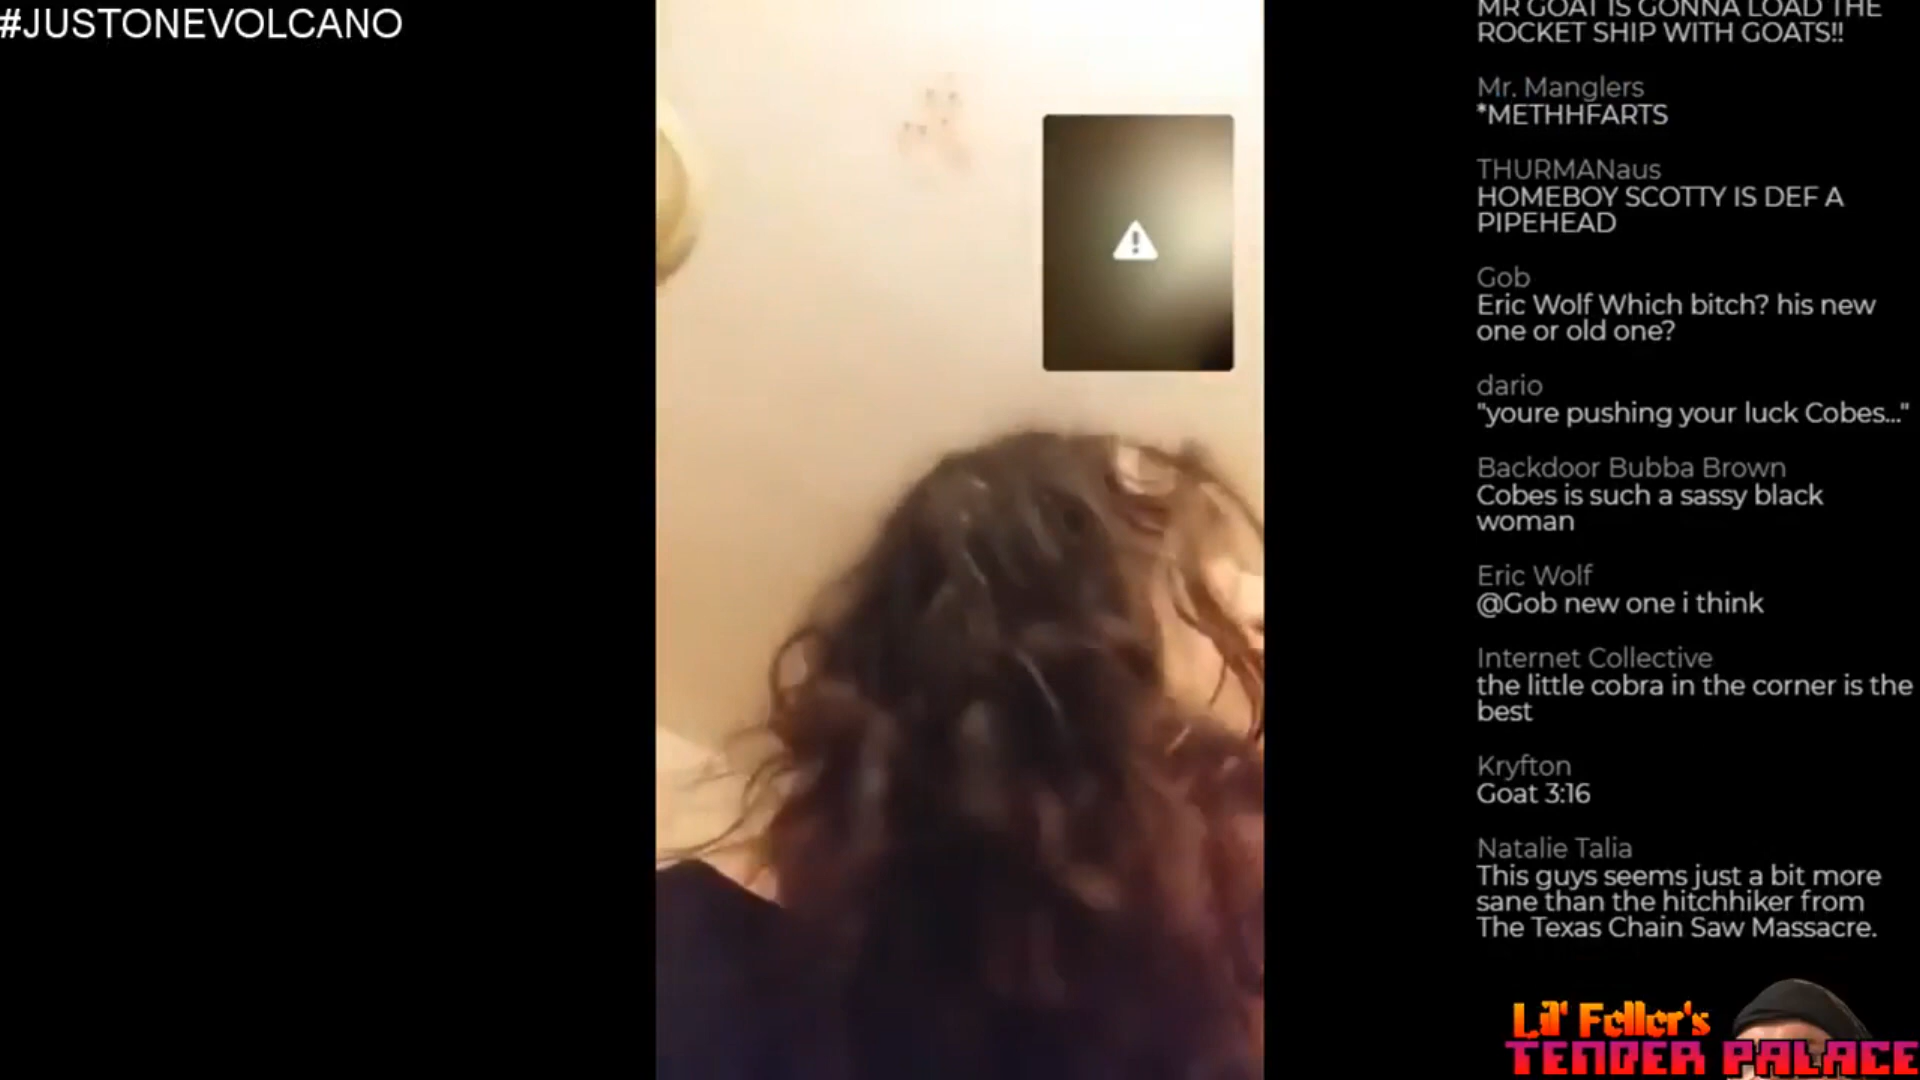 #JUSTONEVOLCANO
MR GOAT IS GONNA LOAD THE
ROCKET SHIP WITH GOATS!!
Mr. Manglers
*METHHFARTS
THURMANaus
HOMEBOY SCOTTY IS DEF A
PIPEHEAD
Gob
Eric Wolf Which bitch? his new
one or old one?
dario
"youre pushing your luck Cobes..."
Backdoor Bubba Brown
Cobes is such a sassy black
woman
Eric Wolf
@Gob new one i think
Internet Collective
the little cobra in the corner is the
best
Kryfton
Goat 3:16
Natalie Talia
This guys seems just a bit more
sane than the hitchhiker from
The Texas Chain Saw Massacre.
Lil' Feller's
TENDER PALACE